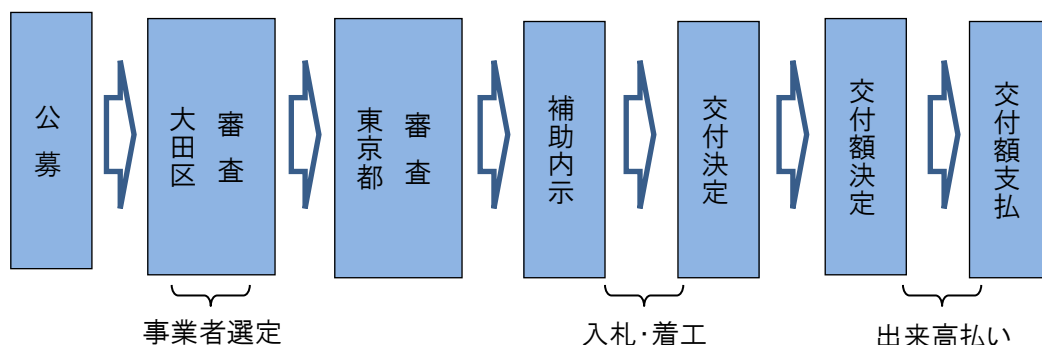 公募
大田区
審査
東京都
審査
補助内示
交付決定
交付額決定
交付額支払
事業者選定
入札・着工
出来高払い